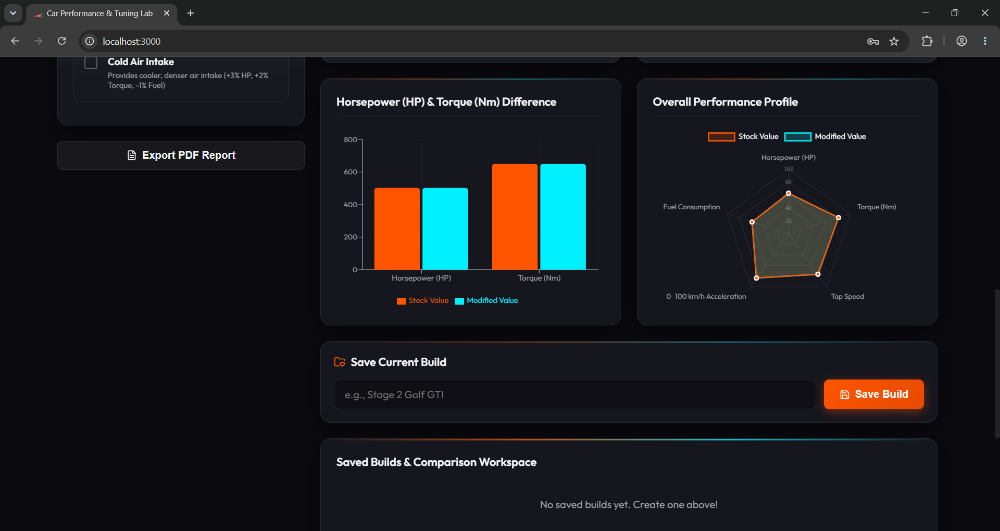 Car Performance & Tuning Lab
localhost:3000
Cold Air Intake
Provides cooler, denser air intake (+3% HP, +2%
Torque, -1% Fuel)
Export PDF Report
Horsepower (HP) & Torque (Nm) Difference
800
600
400
200
0
Horsepower (HP)
Torque (Nm)
Stock Value
Modified Value
Overall Performance Profile
Stock Value
Modified Value
Horsepower (HP)
100
80
40
20
Fuel Consumption
Torque (Nm)
0–100 km/h Acceleration
Top Speed
Save Current Build
e.g., Stage 2 Golf GTI
Save Build
Saved Builds & Comparison Workspace
No saved builds yet. Create one above!